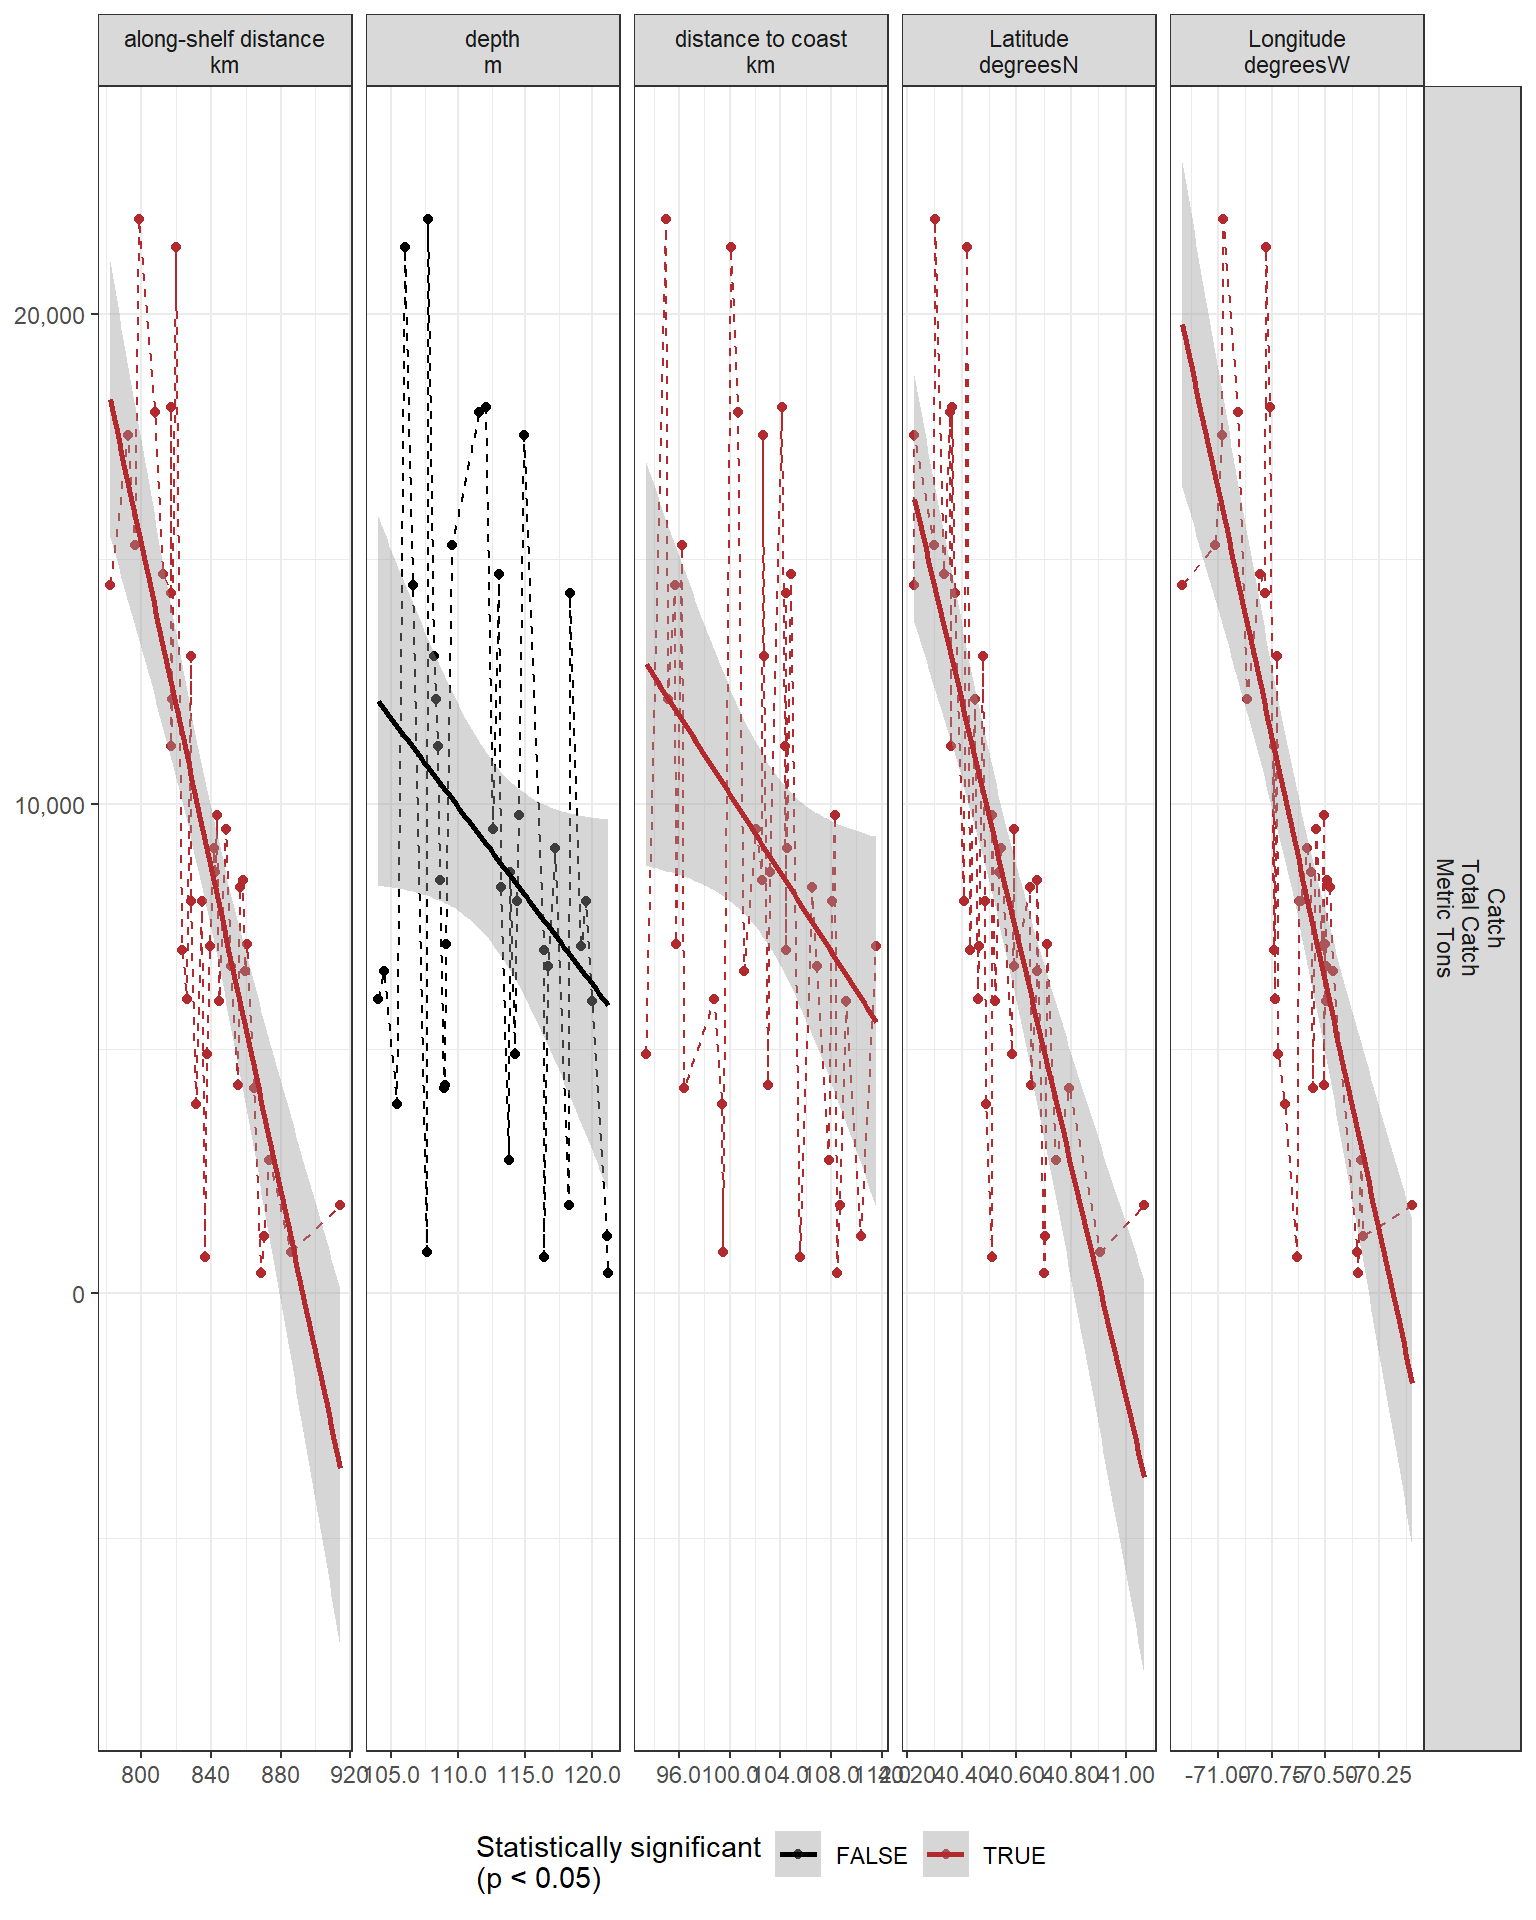 along-shelf distance
km
depth
m
distance to coast
km
Latitude
degreesN
Longitude
degreesW
Catch
Total Catch
Metric Tons
20,000
10,000
0
800 840 880 920
105.0 110.0 115.0 120.0
96.0 100.0 104.0 108.0 112.0
40.20 40.40 40.60 40.80 41.00
-71.00 -70.75 -70.50 -70.25
Statistically significant
(p < 0.05)
FALSE TRUE